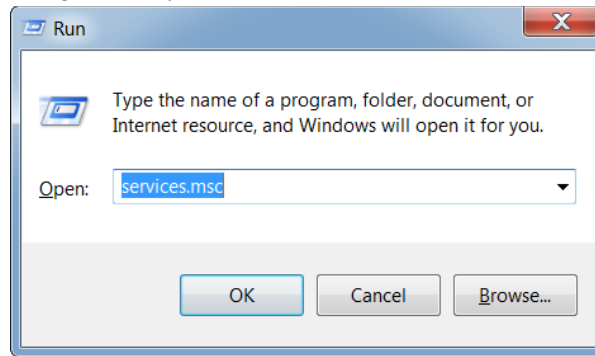 Run
Type the name of a program, folder, document, or
Internet resource, and Windows will open it for you.
Open: services.msc
OK Cancel Browse...